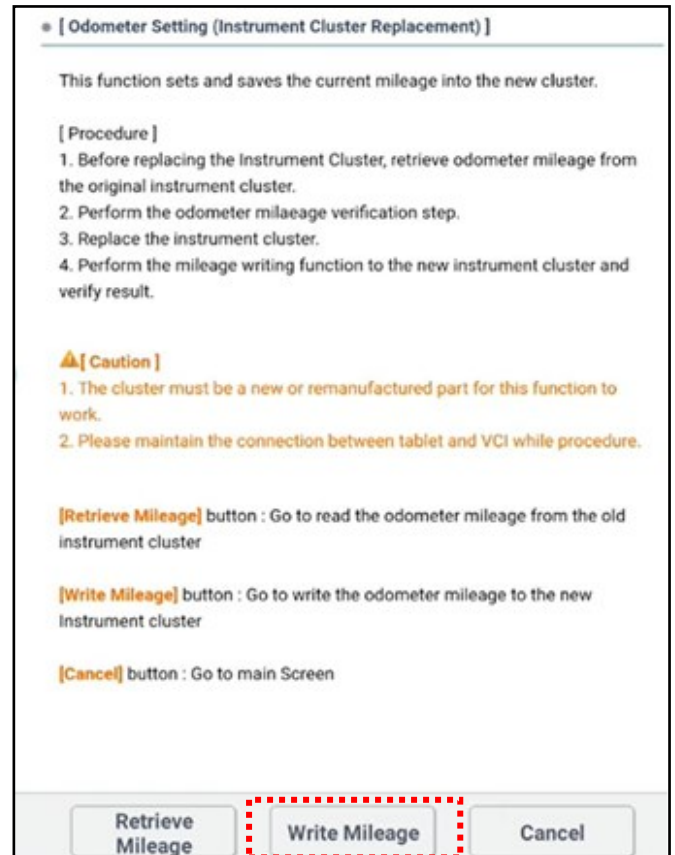 [ Odometer Setting (Instrument Cluster Replacement) ]
This function sets and saves the current mileage into the new cluster.
[ Procedure ]
1. Before replacing the Instrument Cluster, retrieve odometer mileage from
the original instrument cluster.
2. Perform the odometer milaeage verification step.
3. Replace the instrument cluster.
4. Perform the mileage writing function to the new instrument cluster and
verify result.
[ Caution ]
1. The cluster must be a new or remanufactured part for this function to
work.
2. Please maintain the connection between tablet and VCI while procedure.
[Retrieve Mileage] button : Go to read the odometer mileage from the old
instrument cluster
[Write Mileage] button : Go to write the odometer mileage to the new
Instrument cluster
[Cancel] button : Go to main Screen
Retrieve
Mileage
Write Mileage
Cancel